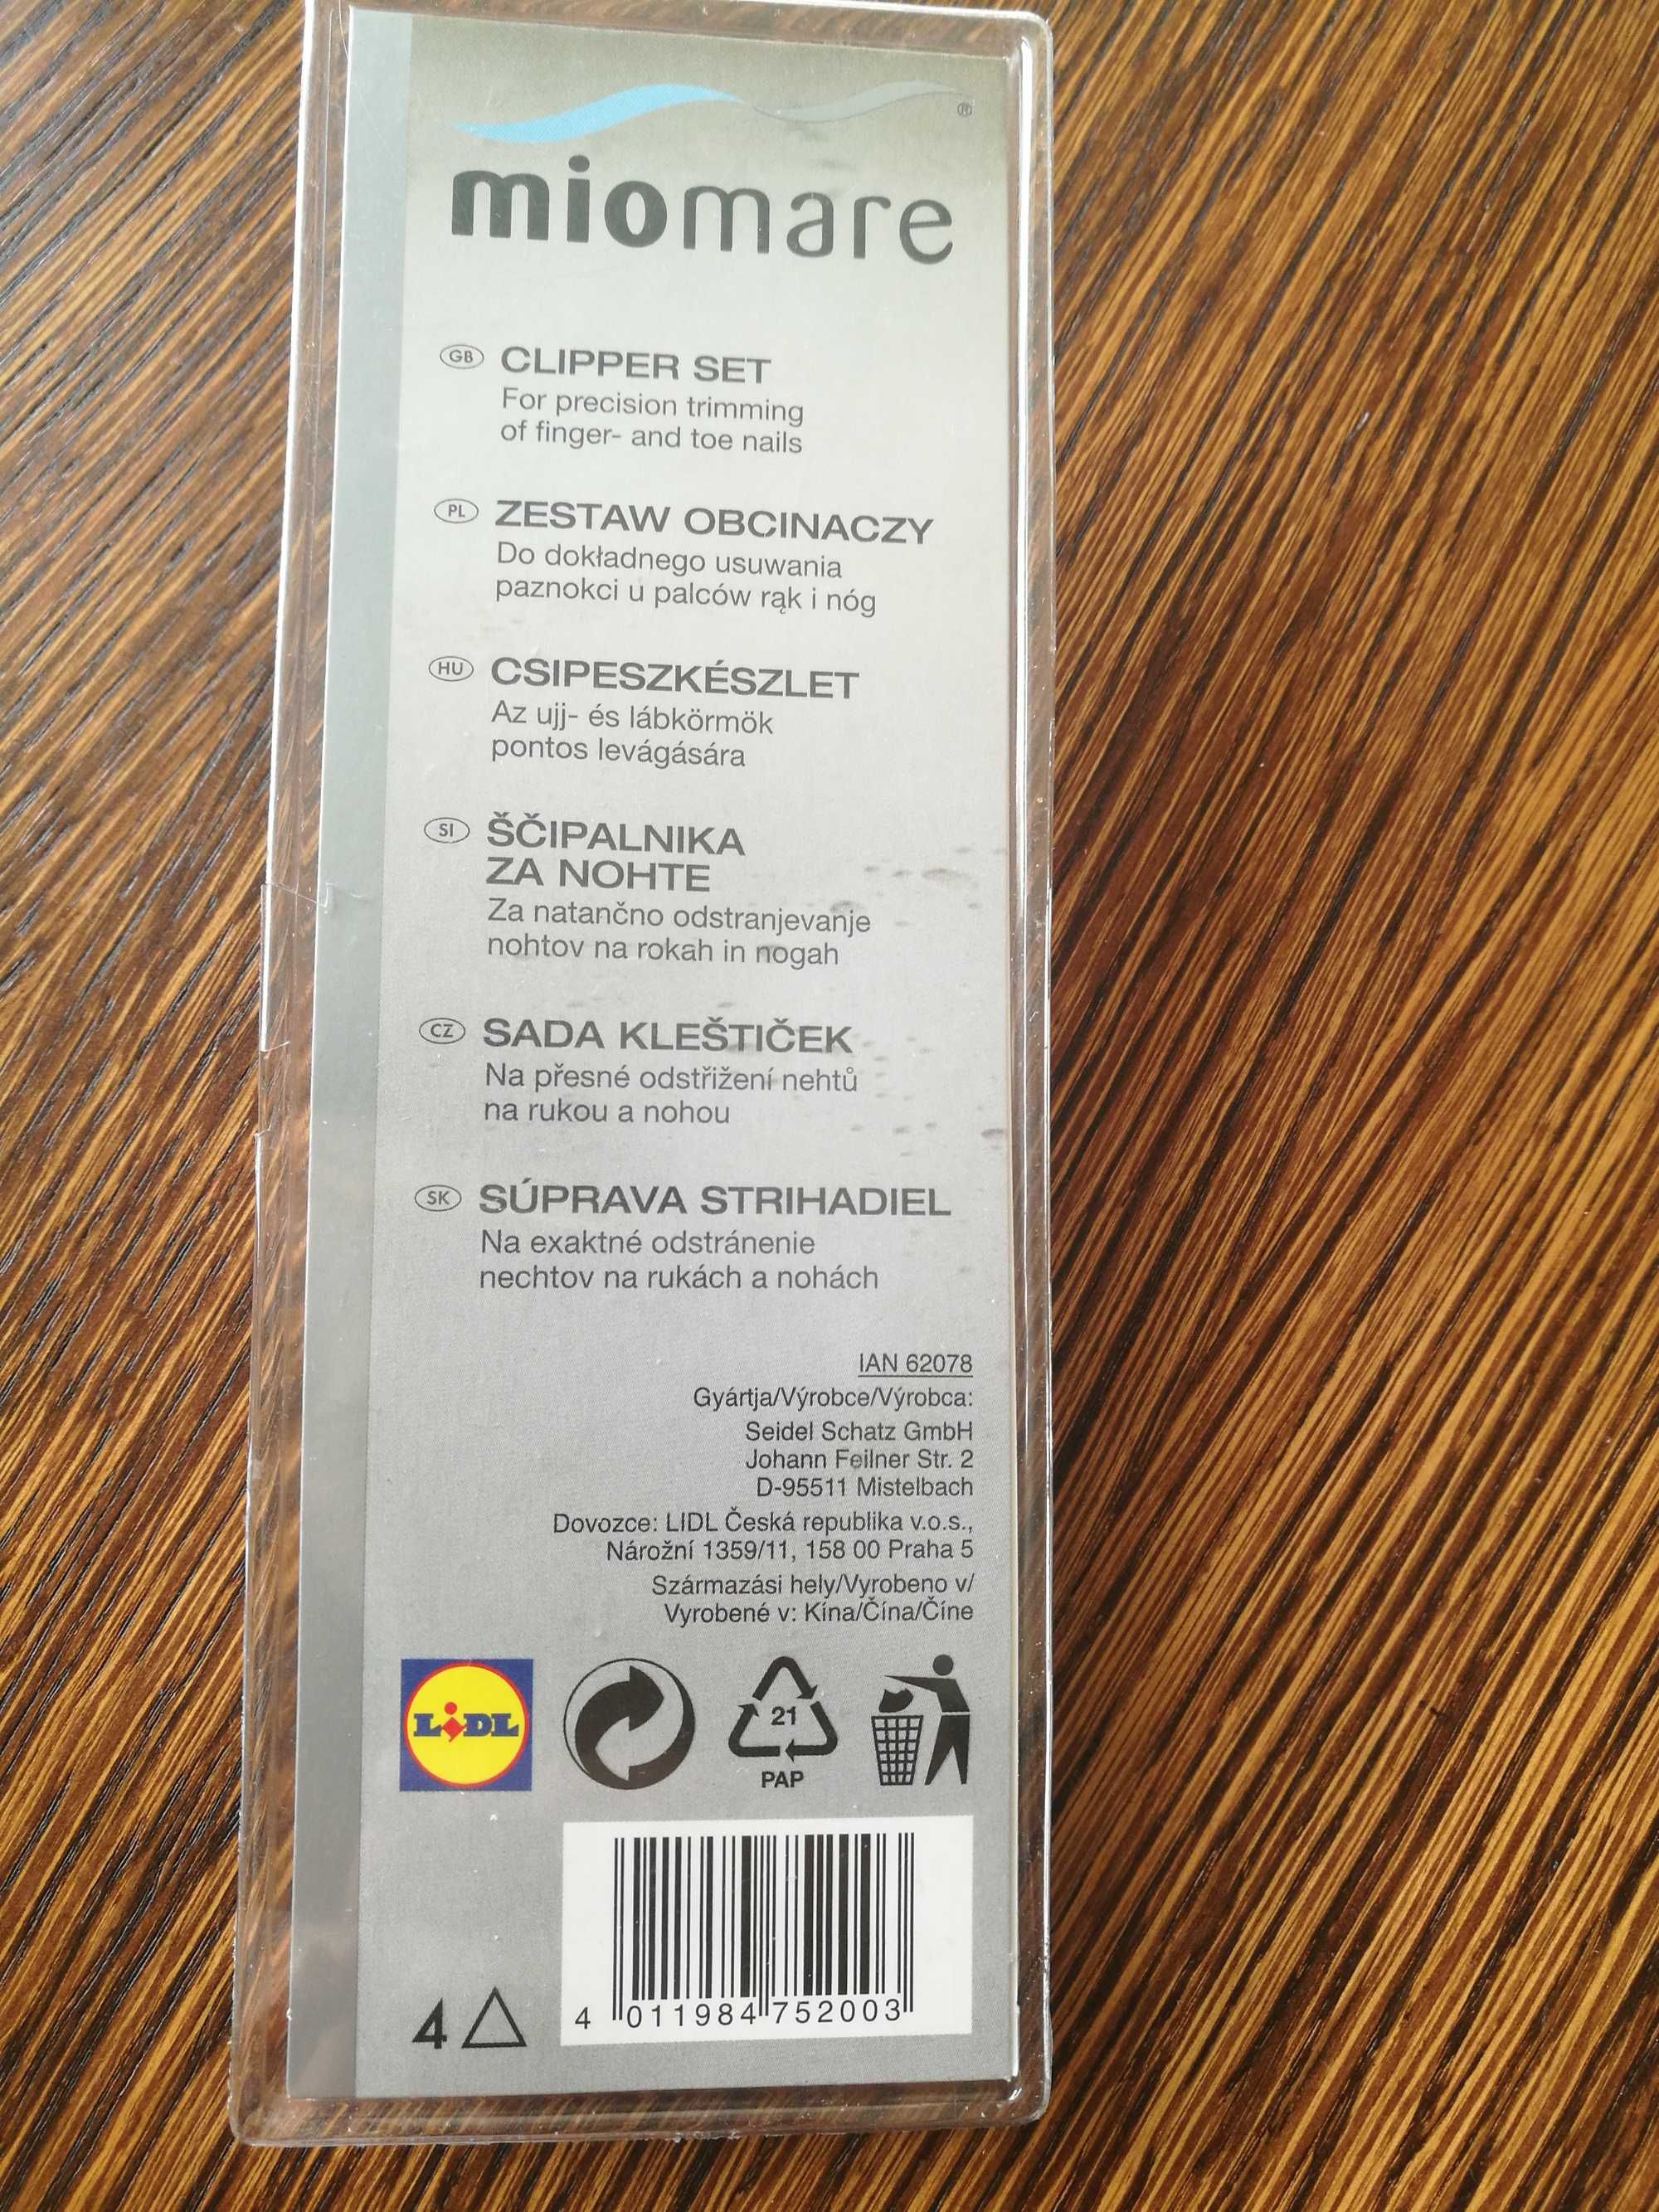 ®
miomare
GB CLIPPER SET
For precision trimming
of finger- and toe nails
PL ZESTAW OBCINACZY
Do dokładnego usuwania
paznokci u palców rąk i nóg
HU CSIPESZKÉSZLET
Az ujj- és lábkörmök
pontos levágására
SI ŠČIPALNIKA
ZA NOHTE
Za natančno odstranjevanje
nohtov na rokah in nogah
CZ SADA KLEŠTIČEK
Na přesné odstřižení nehtů
na rukou a nohou
SK SÚPRAVA STRIHADIEL
Na exaktné odstránenie
nechtov na rukách a nohách
IAN 62078
Gyártja/Výrobce/Výrobca:
Seidel Schatz GmbH
Johann Feilner Str. 2
D-95511 Mistelbach
Dovozce: LIDL Česká republika v.o.s.,
Nárožní 1359/11, 158 00 Praha 5
Származási hely/Vyrobeno v/
Vyrobené v: Kína/Čína/Číne
LIDL
21
PAP
4
4 011984 752003